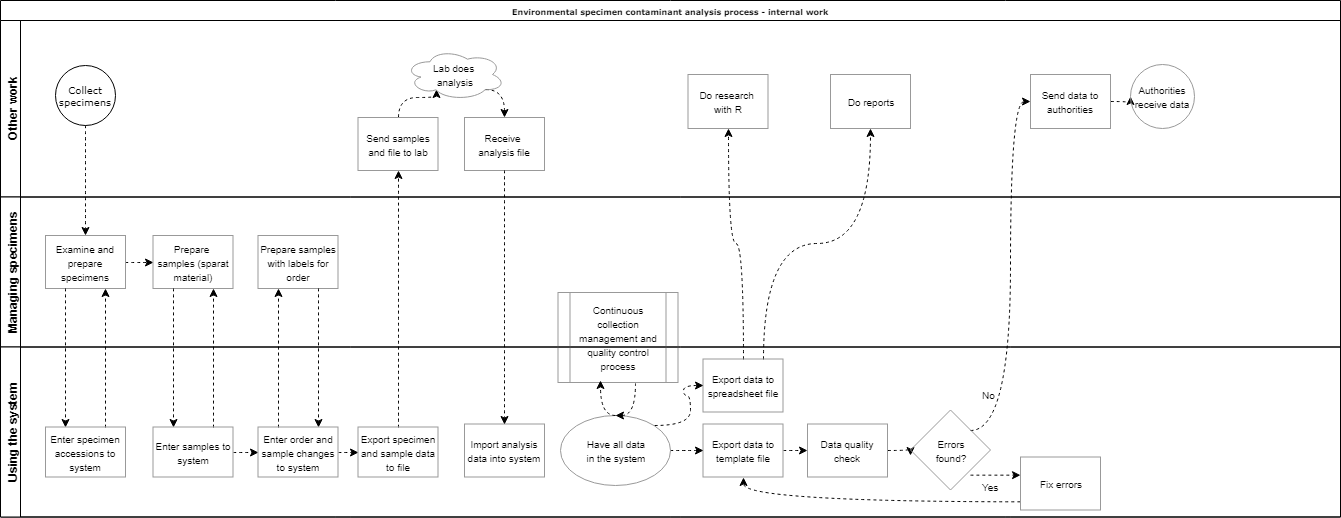 Environmental specimen contaminant analysis process - internal work
Other work
Collect
specimens
Lab does
analysis
Send samples
and file to lab
Receive
analysis file
Do research
with R
Do reports
Send data to
authorities
Authorities
receive data
Managing specimens
Examine and
prepare
specimens
Prepare
samples (sparat
material)
Prepare samples
with labels for
order
Continuous
collection
management and
quality control
process
Using the system
Enter specimen
accessions to
system
Enter samples to
system
Enter order and
sample changes
to system
Export specimen
and sample data
to file
Import analysis
data into system
Have all data
in the system
Export data to
spreadsheet file
Export data to
template file
Data quality
check
Errors
found?
No
Yes
Fix errors